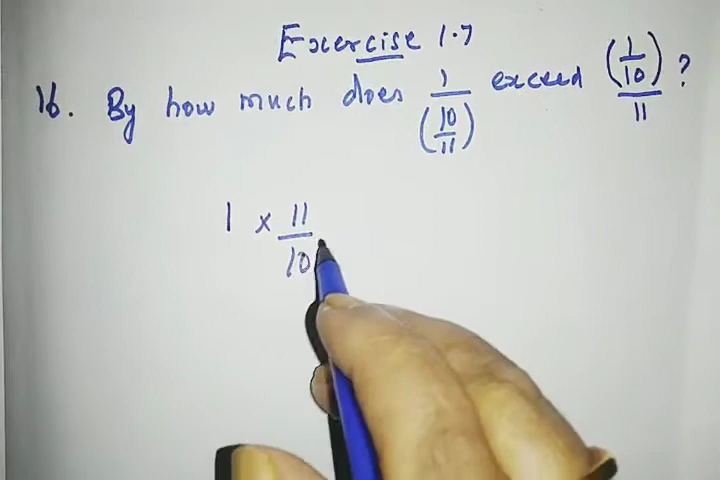 Exercise 1.7
16. By how much does 1/(10/11) exceed (1/10)/11 ?
1 × 11/10